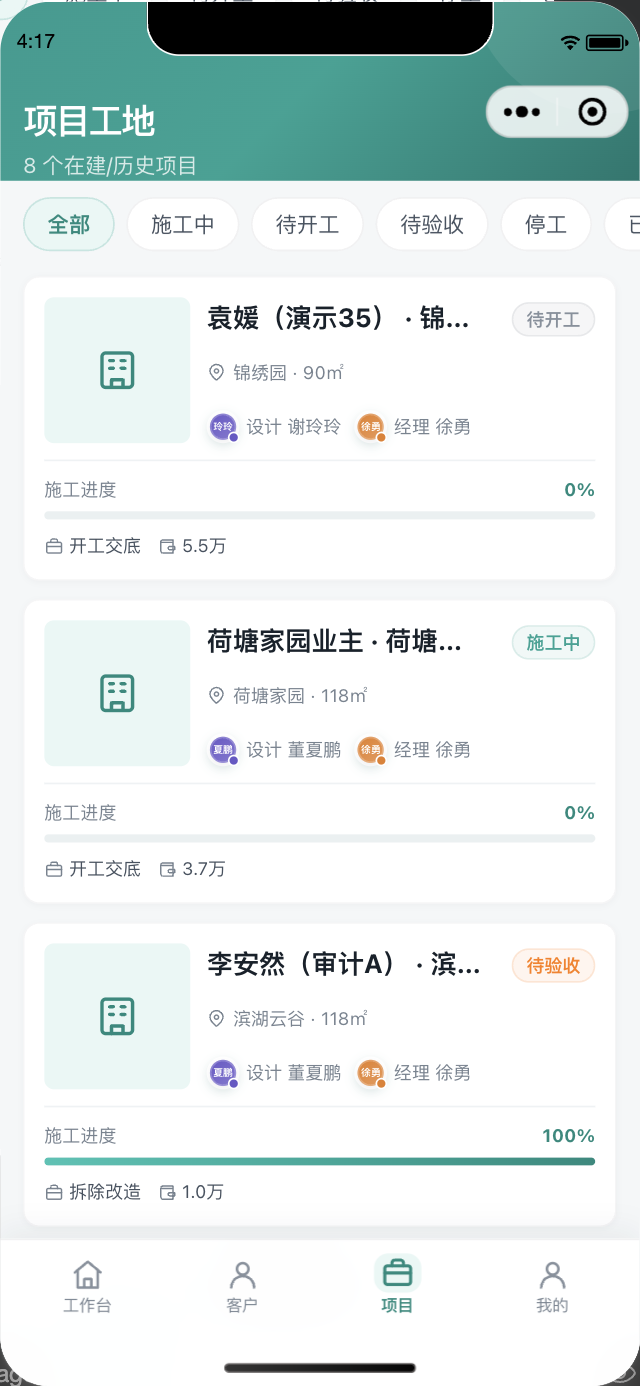 4:17
项目工地
8 个在建/历史项目
全部 施工中 待开工 待验收 停工
袁媛（演示35） · 锦... 待开工
锦绣园 · 90㎡
玲玲 设计 谢玲玲 徐勇 经理 徐勇
施工进度 0%
开工交底 5.5万
荷塘家园业主 · 荷塘... 施工中
荷塘家园 · 118㎡
夏鹏 设计 董夏鹏 徐勇 经理 徐勇
施工进度 0%
开工交底 3.7万
李安然（审计A） · 滨... 待验收
滨湖云谷 · 118㎡
夏鹏 设计 董夏鹏 徐勇 经理 徐勇
施工进度 100%
拆除改造 1.0万
工作台 客户 项目 我的